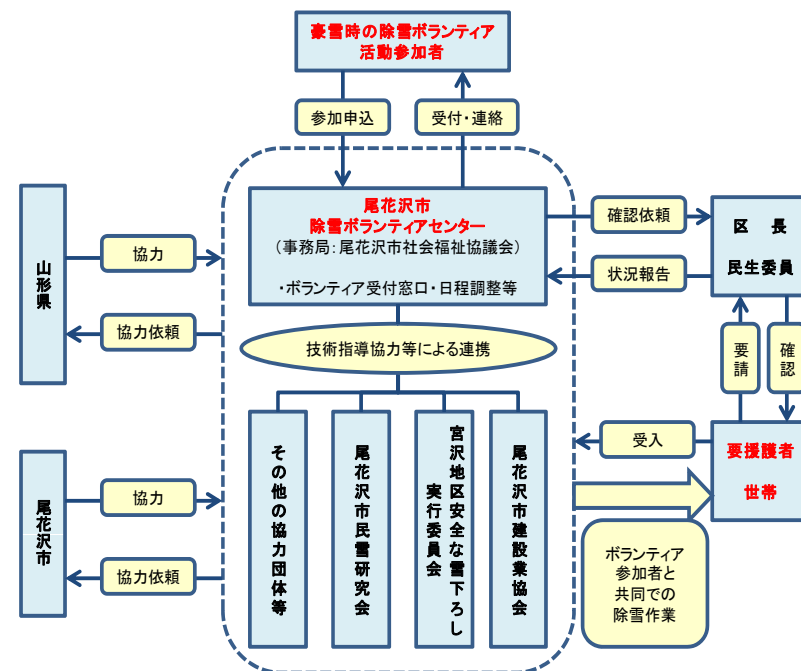 豪雪時の除雪ボランティア
活動参加者
参加申込
受付・連絡
尾花沢市
除雪ボランティアセンター
（事務局：尾花沢市社会福祉協議会）
・ボランティア受付窓口・日程調整等
確認依頼
状況報告
区　長
民生委員
山形県
協力
協力依頼
技術指導協力等による連携
要請
確認
その他の協力団体等
尾花沢市民雪研究会
宮沢地区安全な雪下ろし
実行委員会
尾花沢市建設業協会
受入
要援護者
世帯
尾花沢市
協力
協力依頼
ボランティア
参加者と
共同での
除雪作業